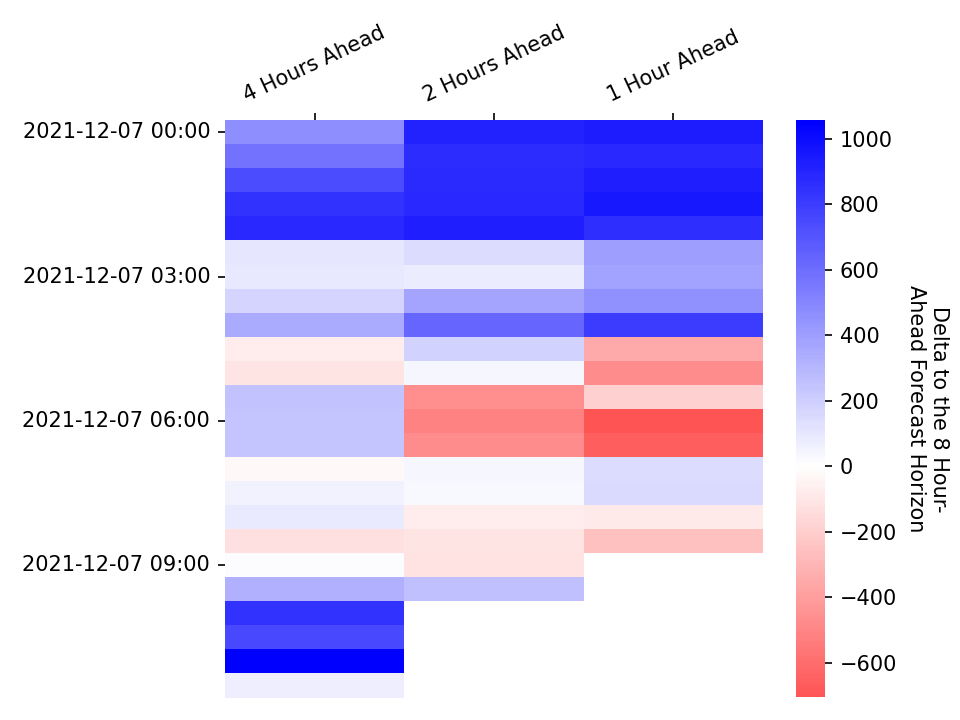 4 Hours Ahead
2 Hours Ahead
1 Hour Ahead
2021-12-07 00:00
2021-12-07 03:00
2021-12-07 06:00
2021-12-07 09:00
1000
800
600
400
200
0
−200
−400
−600
Delta to the 8 Hour-
Ahead Forecast Horizon